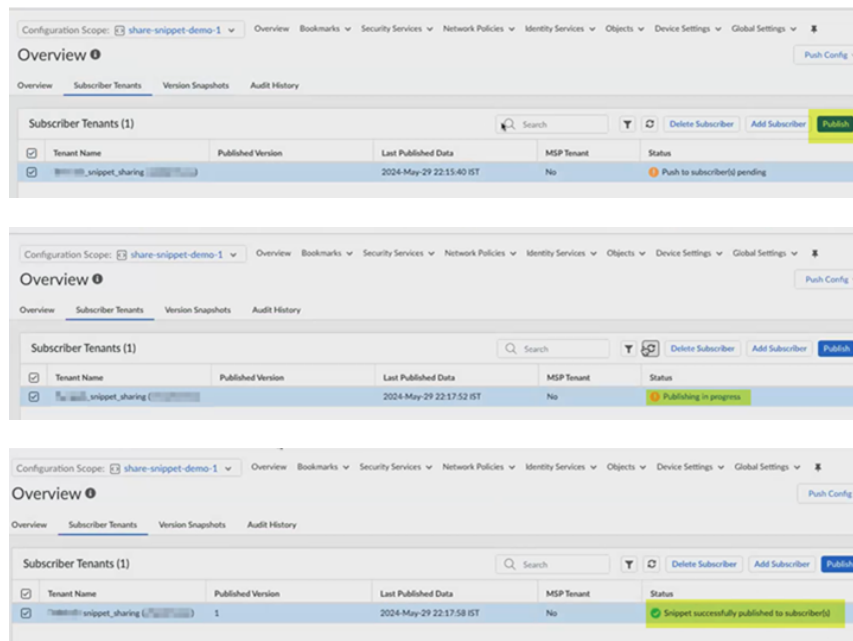 Configuration Scope: share-snippet-demo-1 Overview Bookmarks Security Services Network Policies Identity Services Objects Device Settings Global Settings
Overview
Push Config
Overview Subscriber Tenants Version Snapshots Audit History
Subscriber Tenants (1) Search Delete Subscriber Add Subscriber Publish
Tenant Name Published Version Last Published Data MSP Tenant Status
_snippet_sharing ( ) 2024-May-29 22:15:40 IST No Push to subscriber(s) pending
Configuration Scope: share-snippet-demo-1 Overview Bookmarks Security Services Network Policies Identity Services Objects Device Settings Global Settings
Overview
Push Config
Overview Subscriber Tenants Version Snapshots Audit History
Subscriber Tenants (1) Search Delete Subscriber Add Subscriber Publish
Tenant Name Published Version Last Published Data MSP Tenant Status
_snippet_sharing ( 2024-May-29 22:17:52 IST No Publishing in progress
Configuration Scope: share-snippet-demo-1 Overview Bookmarks Security Services Network Policies Identity Services Objects Device Settings Global Settings
Overview
Push Config
Overview Subscriber Tenants Version Snapshots Audit History
Subscriber Tenants (1) Search Delete Subscriber Add Subscriber Publish
Tenant Name Published Version Last Published Data MSP Tenant Status
snippet_sharing ( ) 1 2024-May-29 22:17:58 IST No Snippet successfully published to subscriber(s)